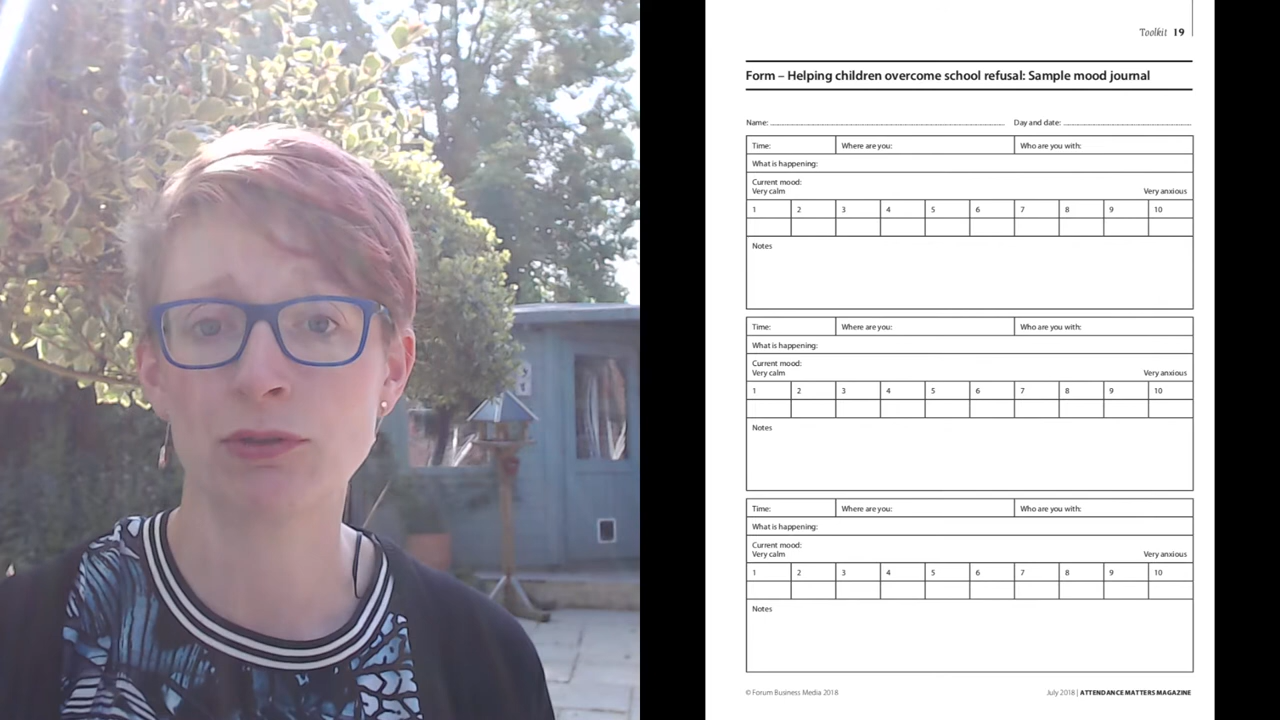 Toolkit 19
Form – Helping children overcome school refusal: Sample mood journal
Name: Day and date:
Time: Where are you: Who are you with:
What is happening:
Current mood:
Very calm Very anxious
1 2 3 4 5 6 7 8 9 10
Notes
Time: Where are you: Who are you with:
What is happening:
Current mood:
Very calm Very anxious
1 2 3 4 5 6 7 8 9 10
Notes
Time: Where are you: Who are you with:
What is happening:
Current mood:
Very calm Very anxious
1 2 3 4 5 6 7 8 9 10
Notes
© Forum Business Media 2018 July 2018 | ATTENDANCE MATTERS MAGAZINE